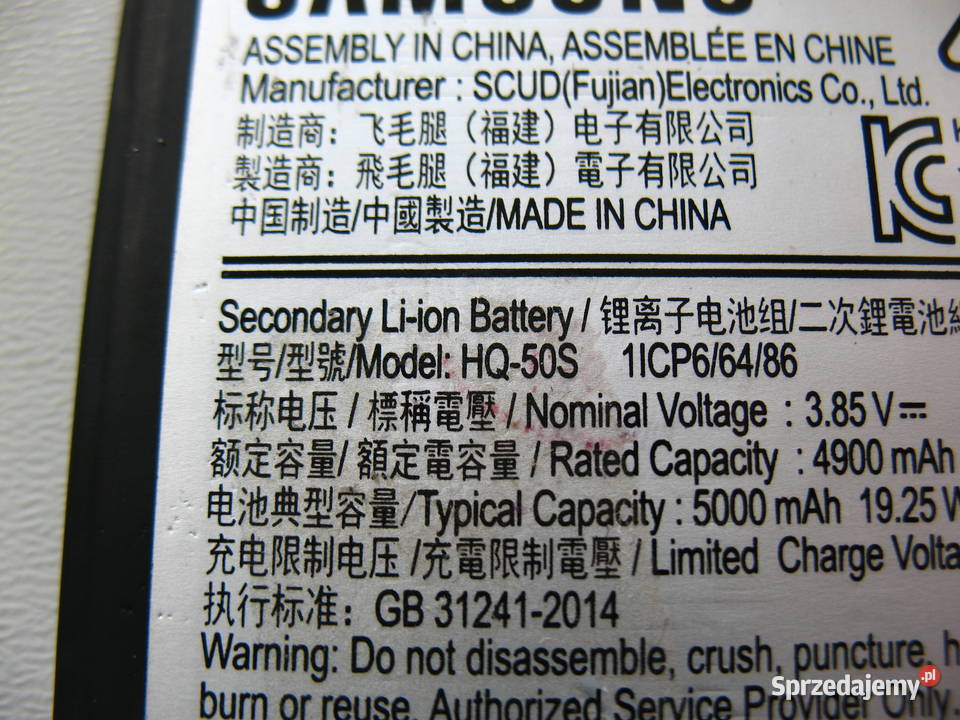 SAMSUNG
ASSEMBLY IN CHINA, ASSEMBLÉE EN CHINE
Manufacturer : SCUD(Fujian)Electronics Co., Ltd.
制造商：飞毛腿（福建）电子有限公司
製造商：飛毛腿（福建）電子有限公司
中国制造/中國製造/MADE IN CHINA
Secondary Li-ion Battery / 锂离子电池组/二次鋰電池組
型号/型號/Model: HQ-50S 1ICP6/64/86
标称电压 / 標稱電壓 / Nominal Voltage : 3.85 V
额定容量/ 額定電容量 / Rated Capacity : 4900 mAh
电池典型容量/Typical Capacity : 5000 mAh 19.25 W
充电限制电压 /充電限制電壓 / Limited Charge Volta
执行标准：GB 31241-2014
Warning: Do not disassemble, crush, puncture, h
burn or reuse. Authorized Service Provider Only.
Sprzedajemy.pl